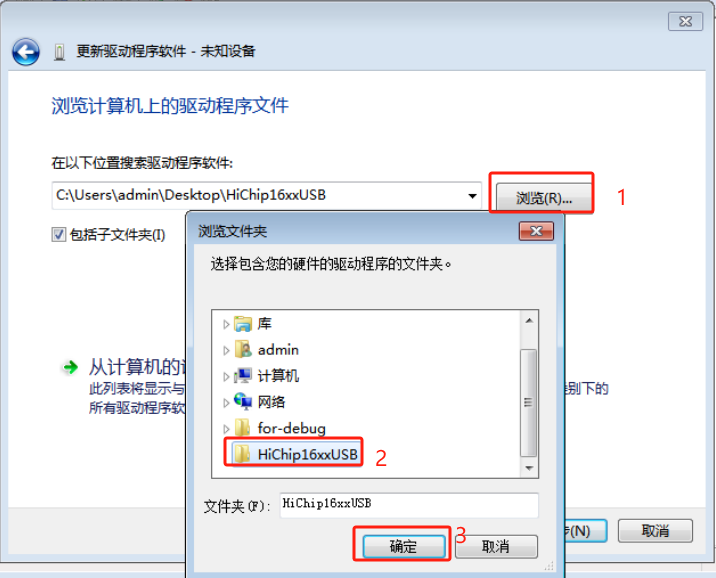 更新驱动程序软件 - 未知设备
浏览计算机上的驱动程序文件
在以下位置搜索驱动程序软件:
C:\Users\admin\Desktop\HiChip16xxUSB
浏览(R)...
1
包括子文件夹(I)
浏览文件夹
选择包含您的硬件的驱动程序的文件夹。
库
admin
计算机
网络
for-debug
HiChip16xxUSB
2
从计算机的
此列表将显示与
别下的
所有驱动程序软
文件夹(F):
HiChip16xxUSB
确定
3
取消
(N)
取消